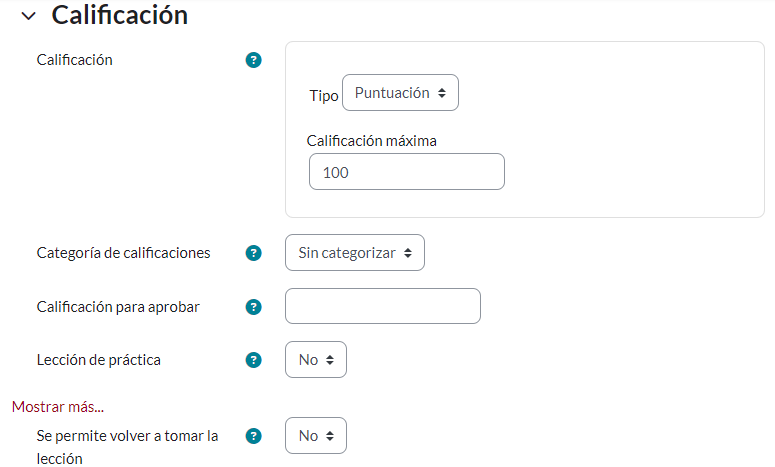 Calificación
Calificación ?
Tipo Puntuación
Calificación máxima
100
Categoría de calificaciones ? Sin categorizar
Calificación para aprobar ?
Lección de práctica ? No
Mostrar más...
Se permite volver a tomar la ? No
lección